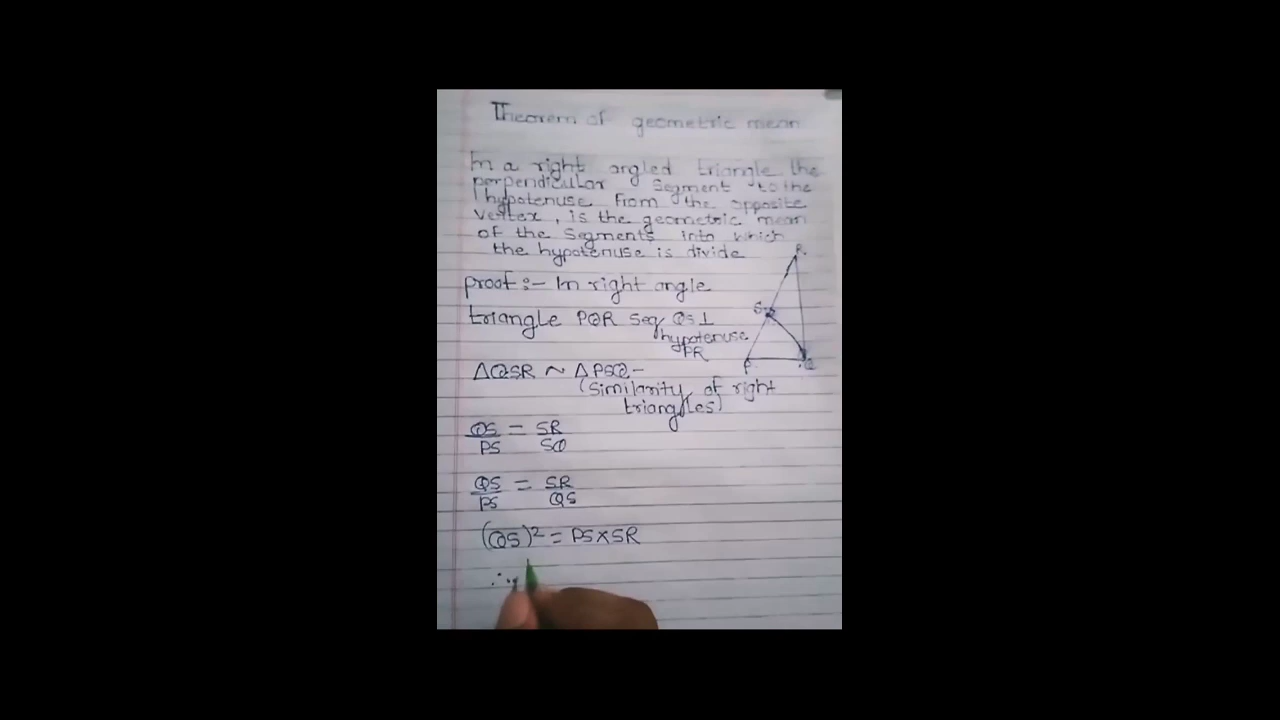 Theorem of geometric mean
In a right angled triangle the
perpendicular segment to the
hypotenuse from the opposite
vertex, is the geometric mean
of the segments into which
the hypotenuse is divide
R
proof :- In right angle
S
triangle PQR seg QS⊥
hypotenuse
PR
P Q
ΔQSR ~ ΔPSQ -
(Similarity of right
triangles)
QS = SR
PS SQ
QS = SR
PS QS
(QS)² = PS×SR
∴